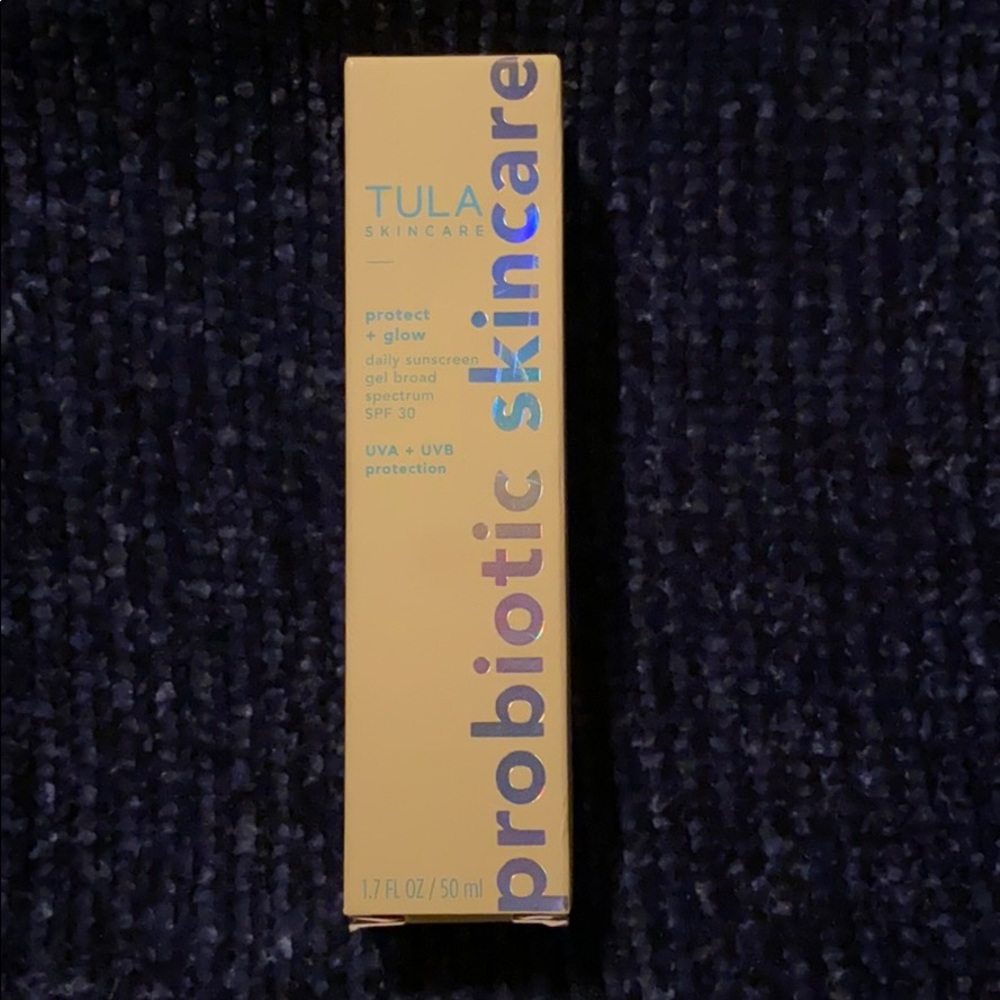 TULA
SKINCARE
protect
+ glow
daily sunscreen
gel broad
spectrum
SPF 30
UVA + UVB
protection
1.7 FL OZ / 50 ml
probiotic skincare